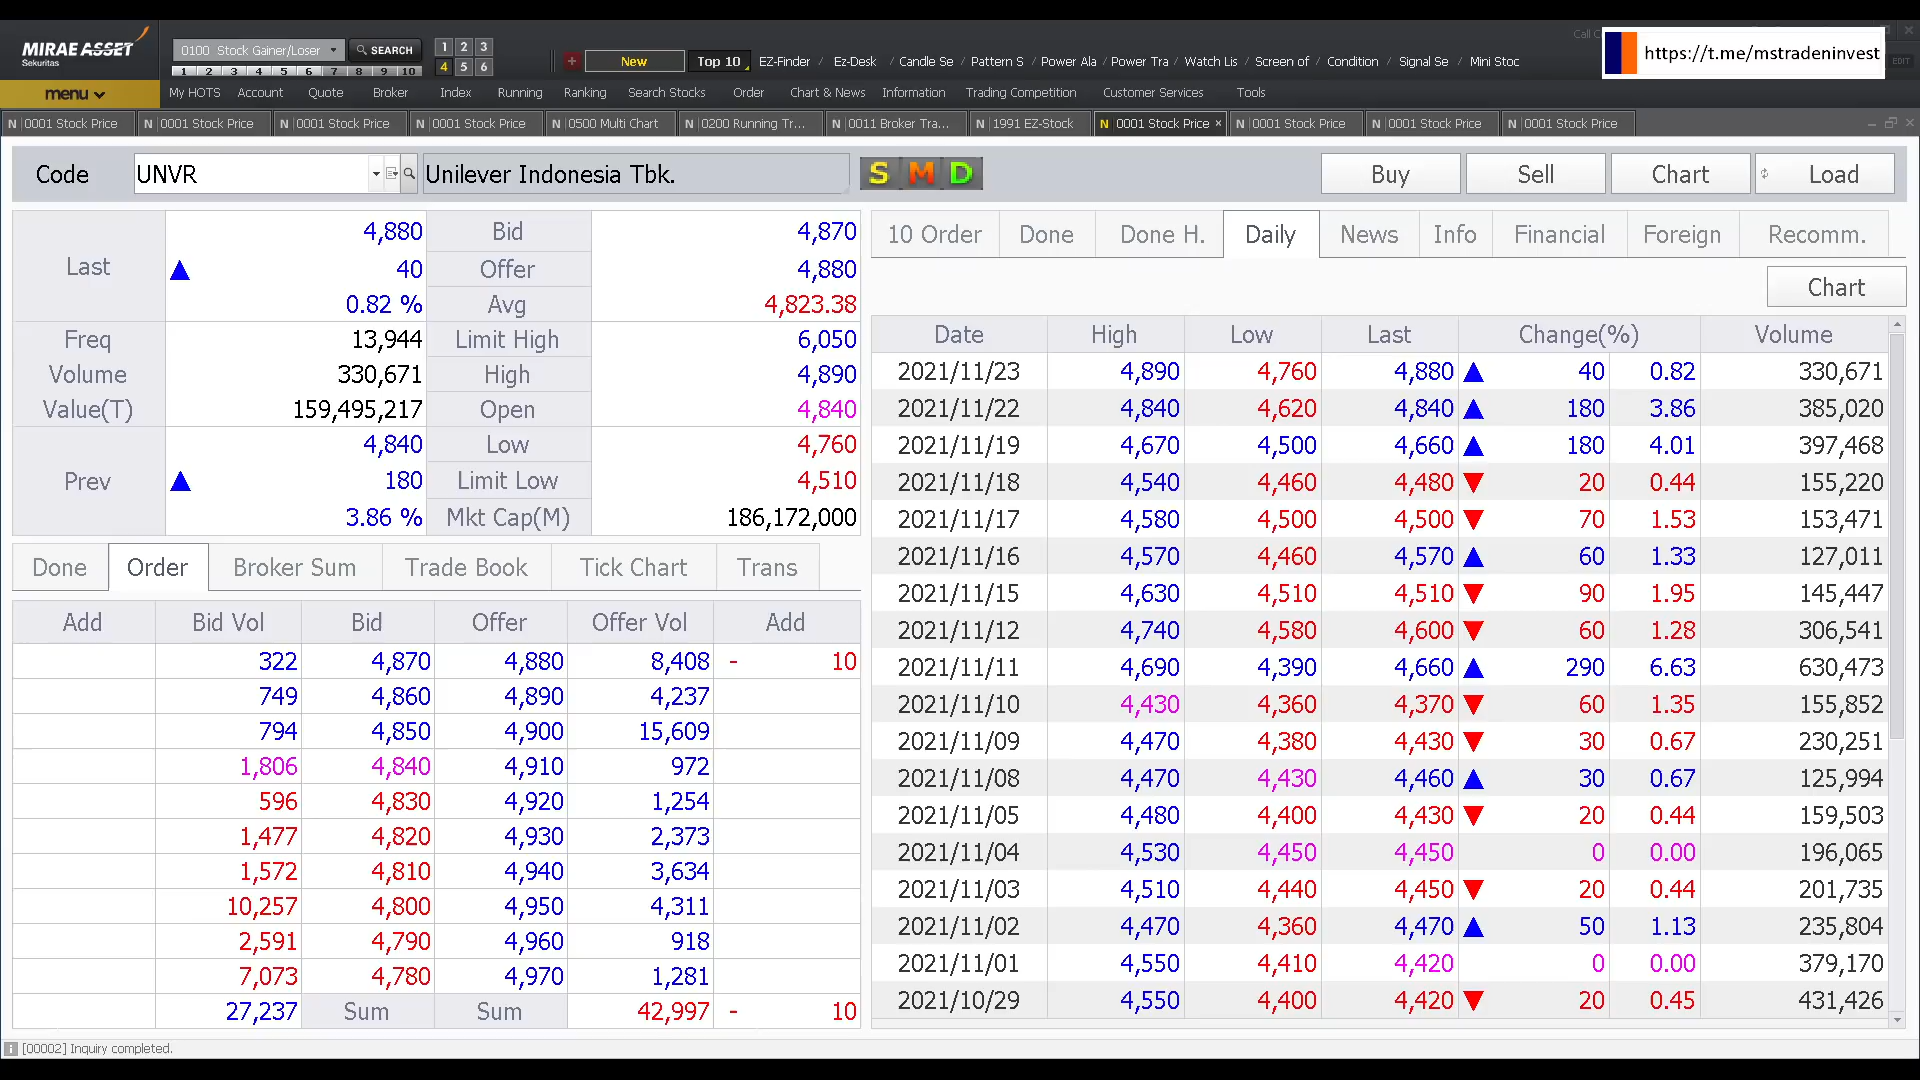 MIRAE ASSET
Sekuritas
0100 Stock Gainer/Loser
SEARCH
1 2 3 4 5 6 7 8 9 10
1 2 3
4 5 6
New
Top 10
EZ-Finder / Ez-Desk / Candle Se / Pattern S / Power Ala / Power Tra / Watch Lis / Screen of / Condition / Signal Se / Mini Stoc
https://t.me/mstradeninvest
EDIT
menu
My HOTS Account Quote Broker Index Running Ranking Search Stocks Order Chart & News Information Trading Competition Customer Services Tools
N 0001 Stock Price N 0001 Stock Price N 0001 Stock Price N 0001 Stock Price N 0500 Multi Chart N 0200 Running Tr... N 0011 Broker Tra... N 1991 EZ-Stock N 0001 Stock Price × N 0001 Stock Price N 0001 Stock Price N 0001 Stock Price
Code UNVR Unilever Indonesia Tbk. S M D Buy Sell Chart Load
Last 4,880 Bid 4,870
▲ 40 Offer 4,880
0.82 % Avg 4,823.38
Freq 13,944 Limit High 6,050
Volume 330,671 High 4,890
Value(T) 159,495,217 Open 4,840
Prev 4,840 Low 4,760
▲ 180 Limit Low 4,510
3.86 % Mkt Cap(M) 186,172,000
Done Order Broker Sum Trade Book Tick Chart Trans
Add Bid Vol Bid Offer Offer Vol Add
322 4,870 4,880 8,408 - 10
749 4,860 4,890 4,237
794 4,850 4,900 15,609
1,806 4,840 4,910 972
596 4,830 4,920 1,254
1,477 4,820 4,930 2,373
1,572 4,810 4,940 3,634
10,257 4,800 4,950 4,311
2,591 4,790 4,960 918
7,073 4,780 4,970 1,281
27,237 Sum Sum 42,997 - 10
10 Order Done Done H. Daily News Info Financial Foreign Recomm.
Chart
Date High Low Last Change(%) Volume
2021/11/23 4,890 4,760 4,880 ▲ 40 0.82 330,671
2021/11/22 4,840 4,620 4,840 ▲ 180 3.86 385,020
2021/11/19 4,670 4,500 4,660 ▲ 180 4.01 397,468
2021/11/18 4,540 4,460 4,480 ▼ 20 0.44 155,220
2021/11/17 4,580 4,500 4,500 ▼ 70 1.53 153,471
2021/11/16 4,570 4,460 4,570 ▲ 60 1.33 127,011
2021/11/15 4,630 4,510 4,510 ▼ 90 1.95 145,447
2021/11/12 4,740 4,580 4,600 ▼ 60 1.28 306,541
2021/11/11 4,690 4,390 4,660 ▲ 290 6.63 630,473
2021/11/10 4,430 4,360 4,370 ▼ 60 1.35 155,852
2021/11/09 4,470 4,380 4,430 ▼ 30 0.67 230,251
2021/11/08 4,470 4,430 4,460 ▲ 30 0.67 125,994
2021/11/05 4,480 4,400 4,430 ▼ 20 0.44 159,503
2021/11/04 4,530 4,450 4,450 0 0.00 196,065
2021/11/03 4,510 4,440 4,450 ▼ 20 0.44 201,735
2021/11/02 4,470 4,360 4,470 ▲ 50 1.13 235,804
2021/11/01 4,550 4,410 4,420 0 0.00 379,170
2021/10/29 4,550 4,400 4,420 ▼ 20 0.45 431,426
[00002] Inquiry completed.